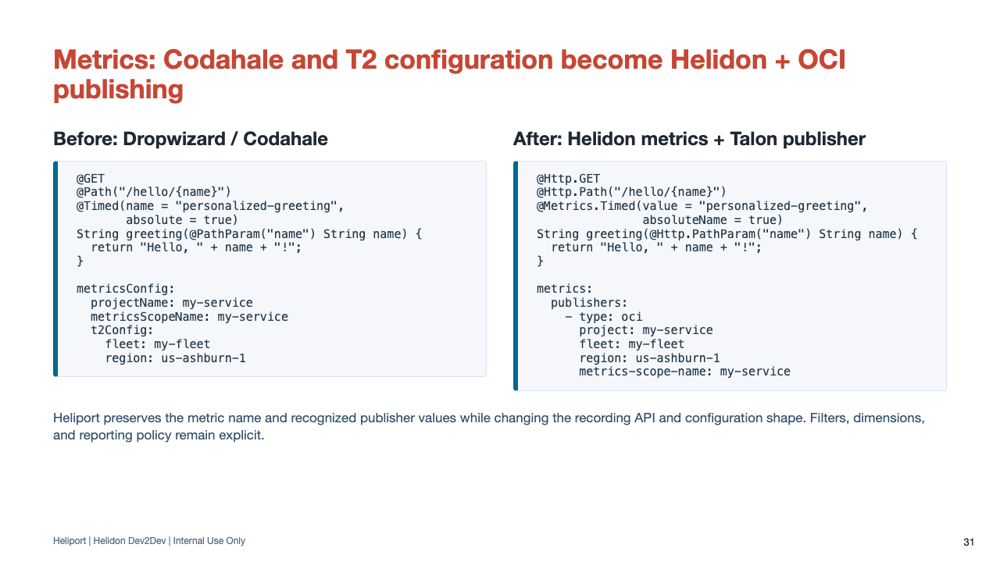 Metrics: Codahale and T2 configuration become Helidon + OCI
publishing
Before: Dropwizard / Codahale
@GET
@Path("/hello/{name}")
@Timed(name = "personalized-greeting",
       absolute = true)
String greeting(@PathParam("name") String name) {
  return "Hello, " + name + "!";
}

metricsConfig:
  projectName: my-service
  metricsScopeName: my-service
  t2Config:
    fleet: my-fleet
    region: us-ashburn-1
After: Helidon metrics + Talon publisher
@Http.GET
@Http.Path("/hello/{name}")
@Metrics.Timed(value = "personalized-greeting",
               absoluteName = true)
String greeting(@Http.PathParam("name") String name) {
  return "Hello, " + name + "!";
}

metrics:
  publishers:
    - type: oci
      project: my-service
      fleet: my-fleet
      region: us-ashburn-1
      metrics-scope-name: my-service
Heliport preserves the metric name and recognized publisher values while changing the recording API and configuration shape. Filters, dimensions,
and reporting policy remain explicit.
Heliport | Helidon Dev2Dev | Internal Use Only
31